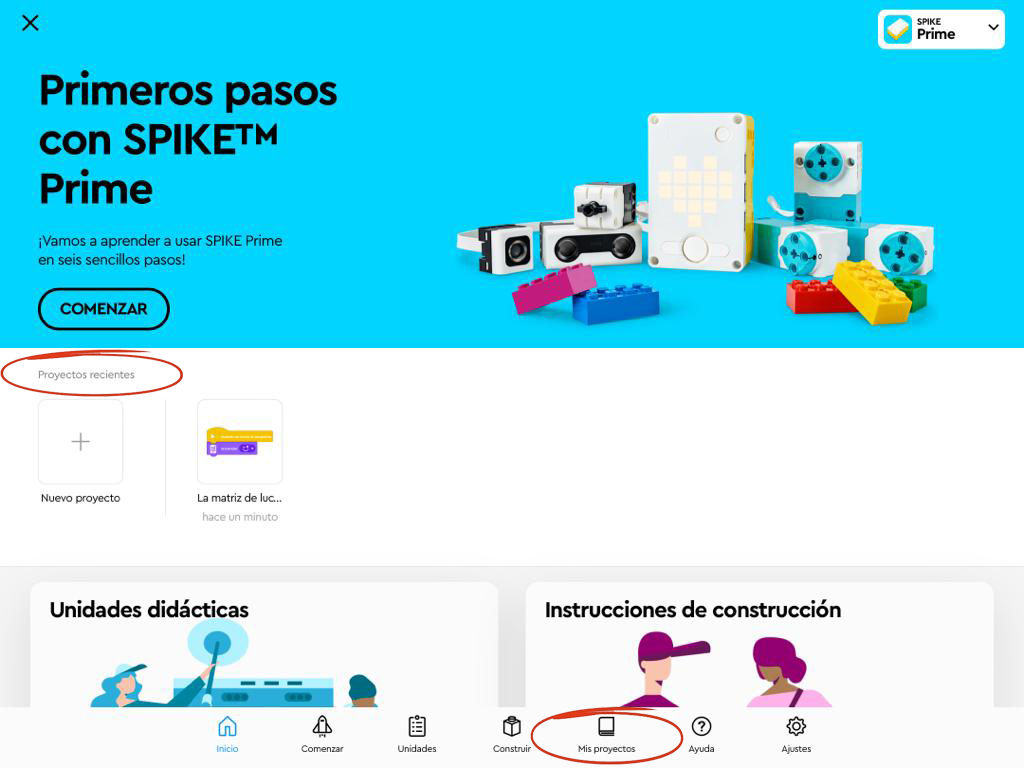 SPIKE
Prime
Primeros pasos
con SPIKE™
Prime
¡Vamos a aprender a usar SPIKE Prime
en seis sencillos pasos!
COMENZAR
Proyectos recientes
Nuevo proyecto
La matriz de luc...
hace un minuto
Unidades didácticas
Instrucciones de construcción
Inicio
Comenzar
Unidades
Construir
Mis proyectos
Ayuda
Ajustes